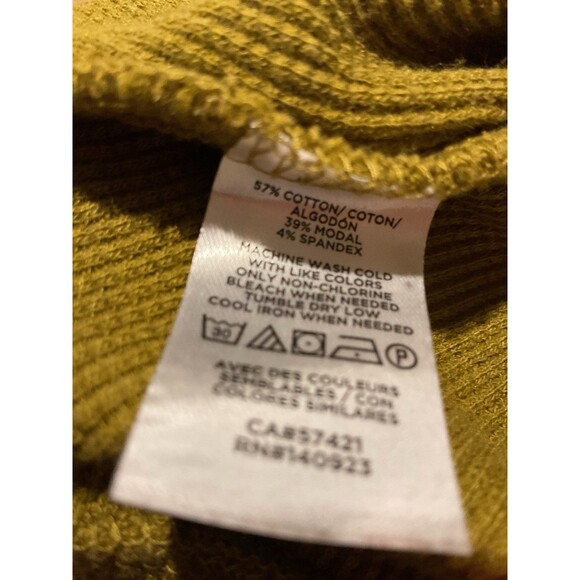 57% COTTON/COTON/
ALGODÓN
39% MODAL
4% SPANDEX
MACHINE WASH COLD
WITH LIKE COLORS
ONLY NON-CHLORINE
BLEACH WHEN NEEDED
TUMBLE DRY LOW
COOL IRON WHEN NEEDED
30 P
AVEC DES COULEURS
SEMBLABLES / CON
COLORES SIMILARES
CA#57421
RN#140923